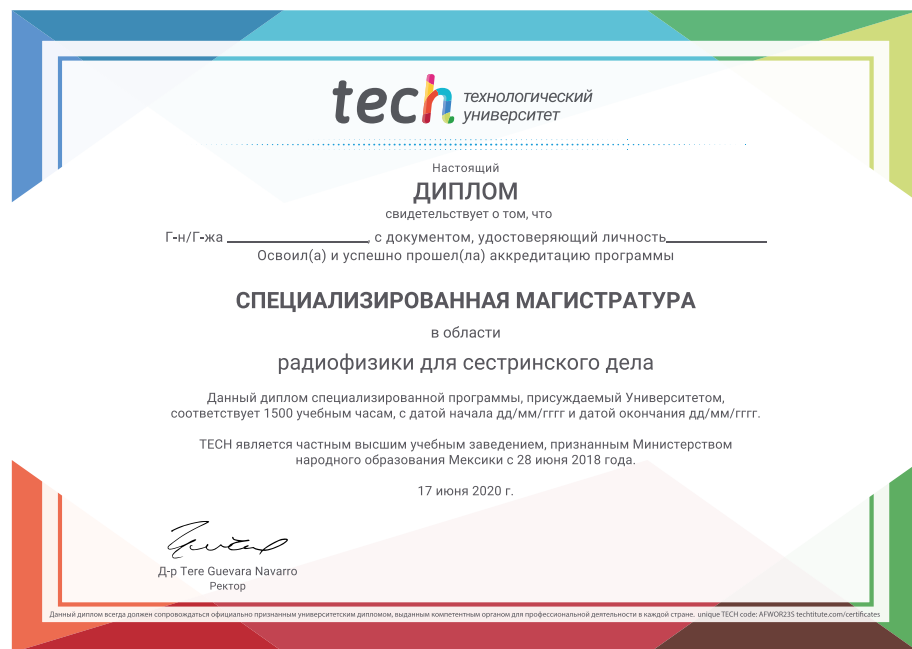 tech технологический
университет
Настоящий
ДИПЛОМ
свидетельствует о том, что
Г-н/Г-жа ____________________, с документом, удостоверяющий личность______________
Освоил(а) и успешно прошел(ла) аккредитацию программы
СПЕЦИАЛИЗИРОВАННАЯ МАГИСТРАТУРА
в области
радиофизики для сестринского дела
Данный диплом специализированной программы, присуждаемый Университетом,
соответствует 1500 учебным часам, с датой начала дд/мм/гггг и датой окончания дд/мм/гггг.
TECH является частным высшим учебным заведением, признанным Министерством
народного образования Мексики с 28 июня 2018 года.
17 июня 2020 г.
Д-р Tere Guevara Navarro
Ректор
Данный диплом всегда должен сопровождаться официально признанным университетским дипломом, выданным компетентным органом для профессиональной деятельности в каждой стране. unique TECH code: AFWOR23S techtitute.com/certificates